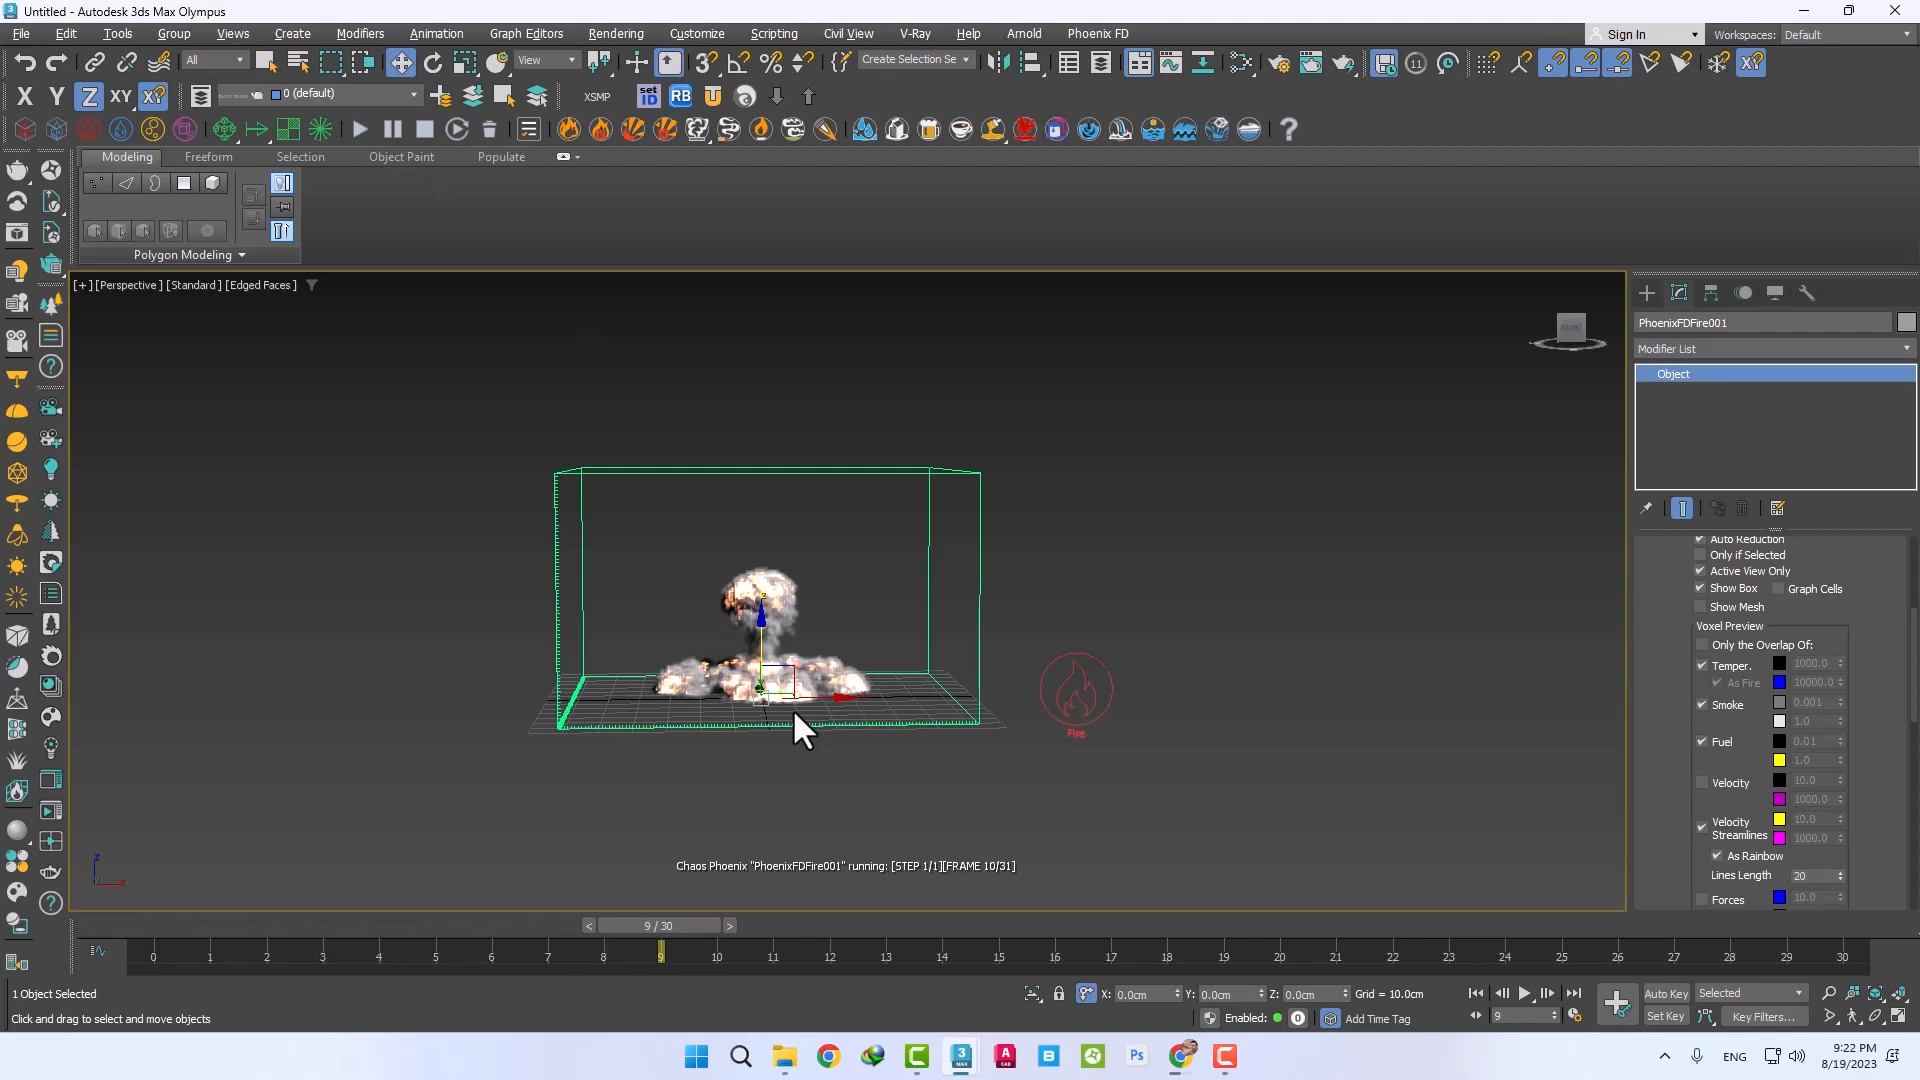 Untitled - Autodesk 3ds Max Olympus
File Edit Tools Group Views Create Modifiers Animation Graph Editors Rendering Customize Scripting Civil View V-Ray Help Arnold Phoenix FD
Sign In
Workspaces: Default
All
View
Create Selection Se
X Y Z XY
0 (default)
XSMP
set ID
RB
Modeling Freeform Selection Object Paint Populate
Polygon Modeling
[+] [Perspective] [Standard] [Edged Faces]
FRONT
Fire
Chaos Phoenix "PhoenixFDFire001" running: [STEP 1/1][FRAME 10/31]
PhoenixFDFire001
Modifier List
Object
Auto Reduction
Only if Selected
Active View Only
Show Box Graph Cells
Show Mesh
Voxel Preview
Only the Overlap Of:
Temper. 1000.0
As Fire 10000.0
Smoke 0.001
1.0
Fuel 0.01
1.0
Velocity 10.0
1000.0
Velocity Streamlines 10.0
1000.0
As Rainbow
Lines Length 20
Forces 10.0
< 9 / 30 >
0 1 2 3 4 5 6 7 8 9 10 11 12 13 14 15 16 17 18 19 20 21 22 23 24 25 26 27 28 29 30
1 Object Selected
Click and drag to select and move objects
X: 0.0cm Y: 0.0cm Z: 0.0cm Grid = 10.0cm
Enabled: 0 Add Time Tag
9
Auto Key Selected
Set Key Key Filters...
ENG
9:22 PM
8/19/2023